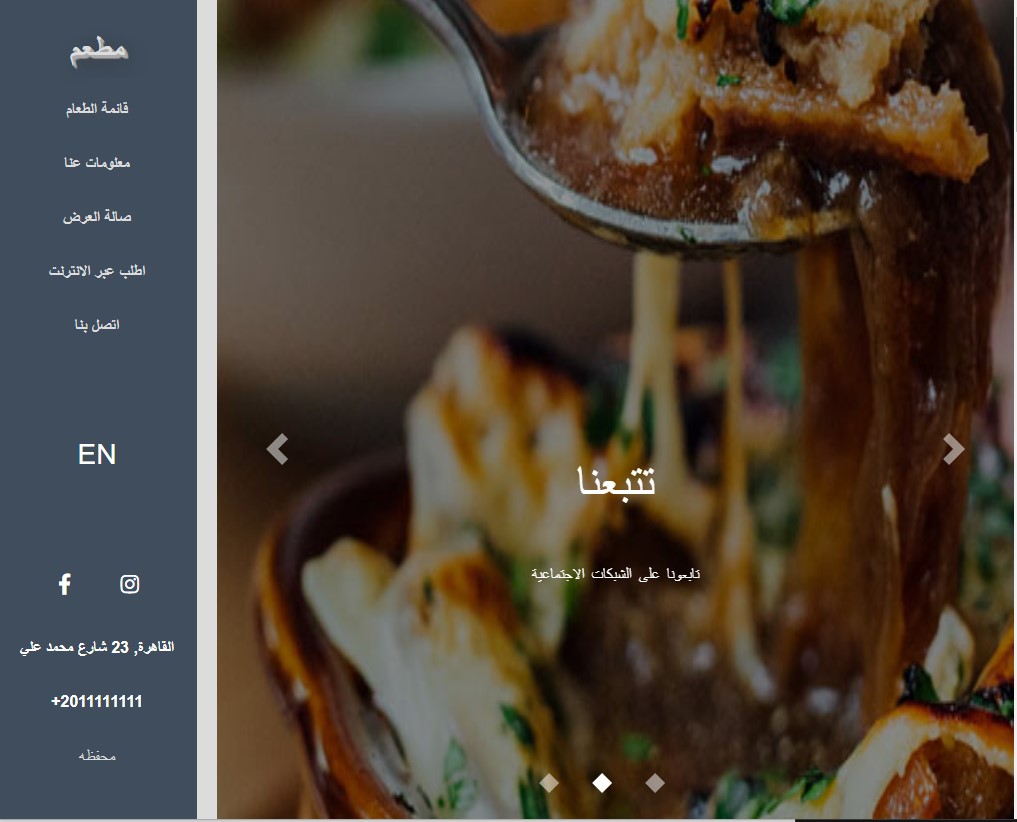 مطعم
قائمة الطعام
معلومات عنا
صالة العرض
اطلب عبر الانترنت
اتصل بنا
EN
القاهرة, 23 شارع محمد علي
+2011111111
محفظه
تتبعنا
تابعونا على الشبكات الاجتماعية